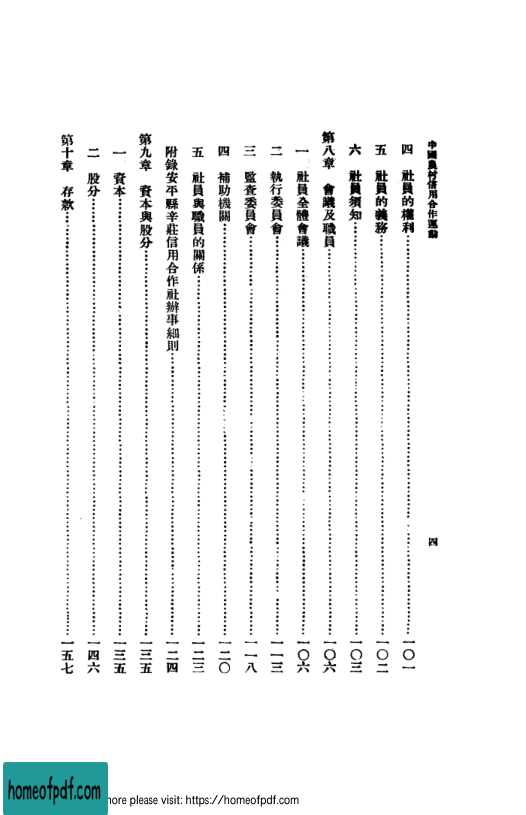 中國農村信用合作運動
四
四 社員的權利……一〇一
五 社員的義務……一〇二
六 社員須知……一〇三
第八章 會議及職員……一〇六
一 社員全體會議……一〇六
二 執行委員會……一一三
三 監查委員會……一一八
四 補助機關……一二〇
五 社員與職員的關係……一二三
附錄安平縣辛莊信用合作社辦事細則……一二四
第九章 資本與股分……一三五
一 資本……一三五
二 股分……一四六
第十章 存款……一五七
homeofpdf.com
more please visit: https://homeofpdf.com